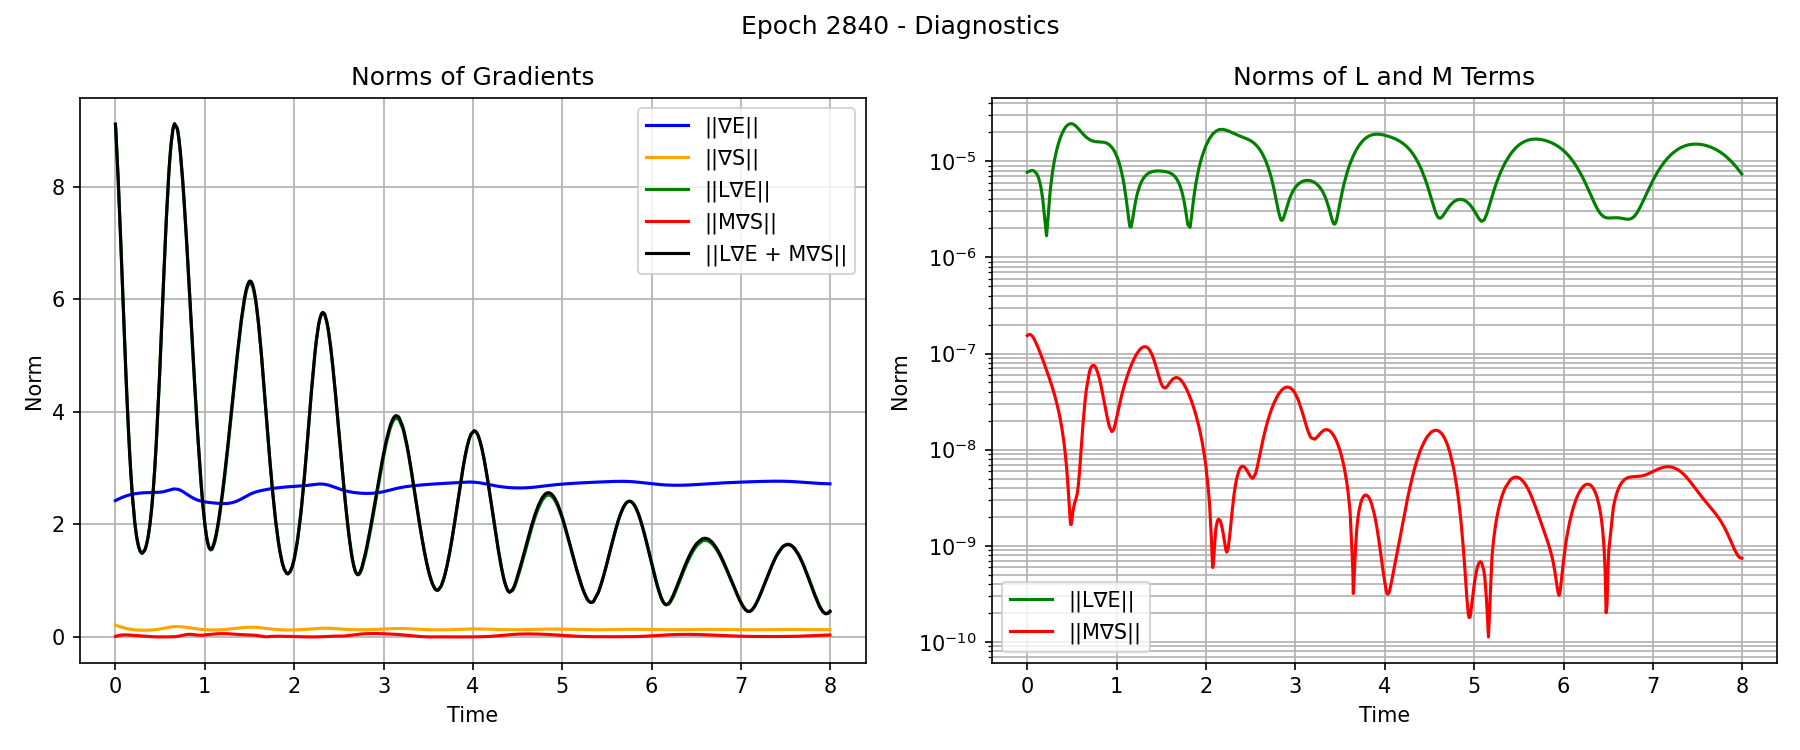 Epoch 2840 - Diagnostics
Norms of Gradients
Norm
8
6
4
2
0
0 1 2 3 4 5 6 7 8
Time
||∇E||
||∇S||
||L∇E||
||M∇S||
||L∇E + M∇S||
Norms of L and M Terms
Norm
10⁻⁵
10⁻⁶
10⁻⁷
10⁻⁸
10⁻⁹
10⁻¹⁰
0 1 2 3 4 5 6 7 8
Time
||L∇E||
||M∇S||